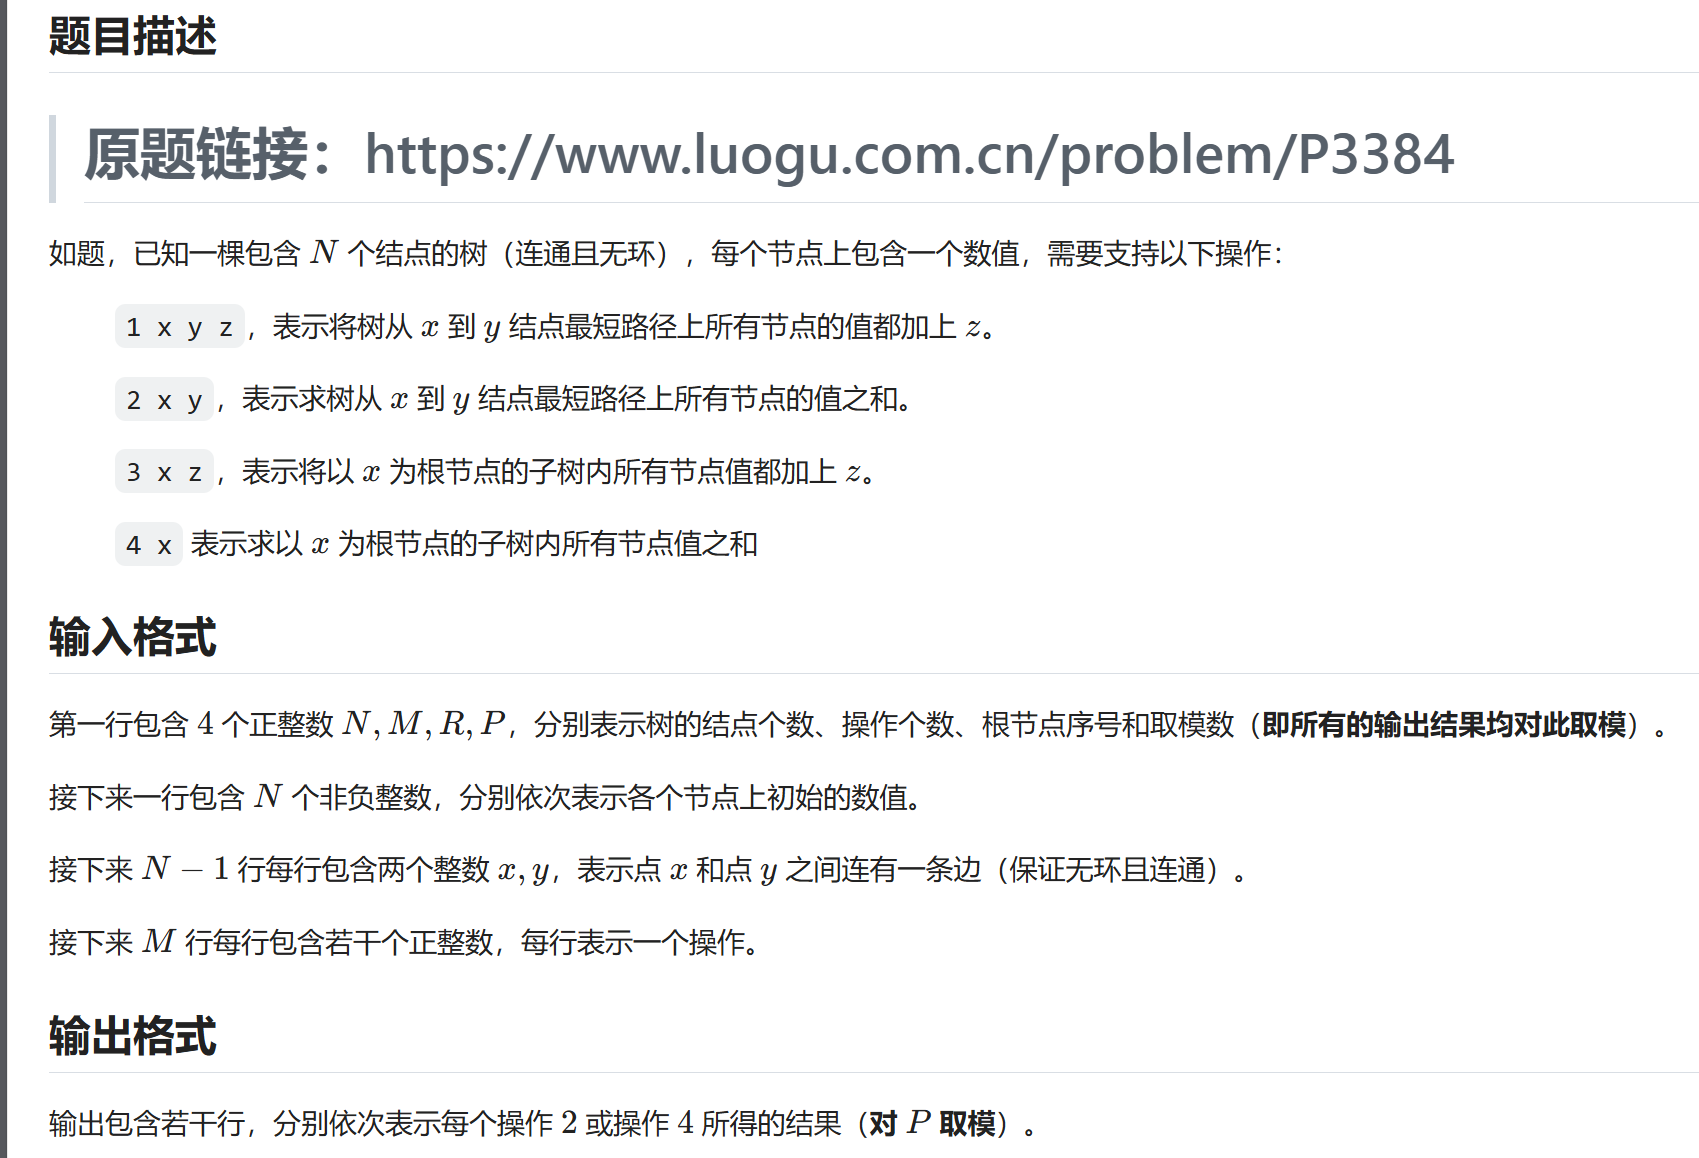 题目描述
原题链接：https://www.luogu.com.cn/problem/P3384
如题，已知一棵包含 N 个结点的树（连通且无环），每个节点上包含一个数值，需要支持以下操作：
1 x y z，表示将树从 x 到 y 结点最短路径上所有节点的值都加上 z。
2 x y，表示求树从 x 到 y 结点最短路径上所有节点的值之和。
3 x z，表示将以 x 为根节点的子树内所有节点值都加上 z。
4 x 表示求以 x 为根节点的子树内所有节点值之和
输入格式
第一行包含 4 个正整数 N, M, R, P，分别表示树的结点个数、操作个数、根节点序号和取模数（即所有的输出结果均对此取模）。
接下来一行包含 N 个非负整数，分别依次表示各个节点上初始的数值。
接下来 N − 1 行每行包含两个整数 x, y，表示点 x 和点 y 之间连有一条边（保证无环且连通）。
接下来 M 行每行包含若干个正整数，每行表示一个操作。
输出格式
输出包含若干行，分别依次表示每个操作 2 或操作 4 所得的结果（对 P 取模）。